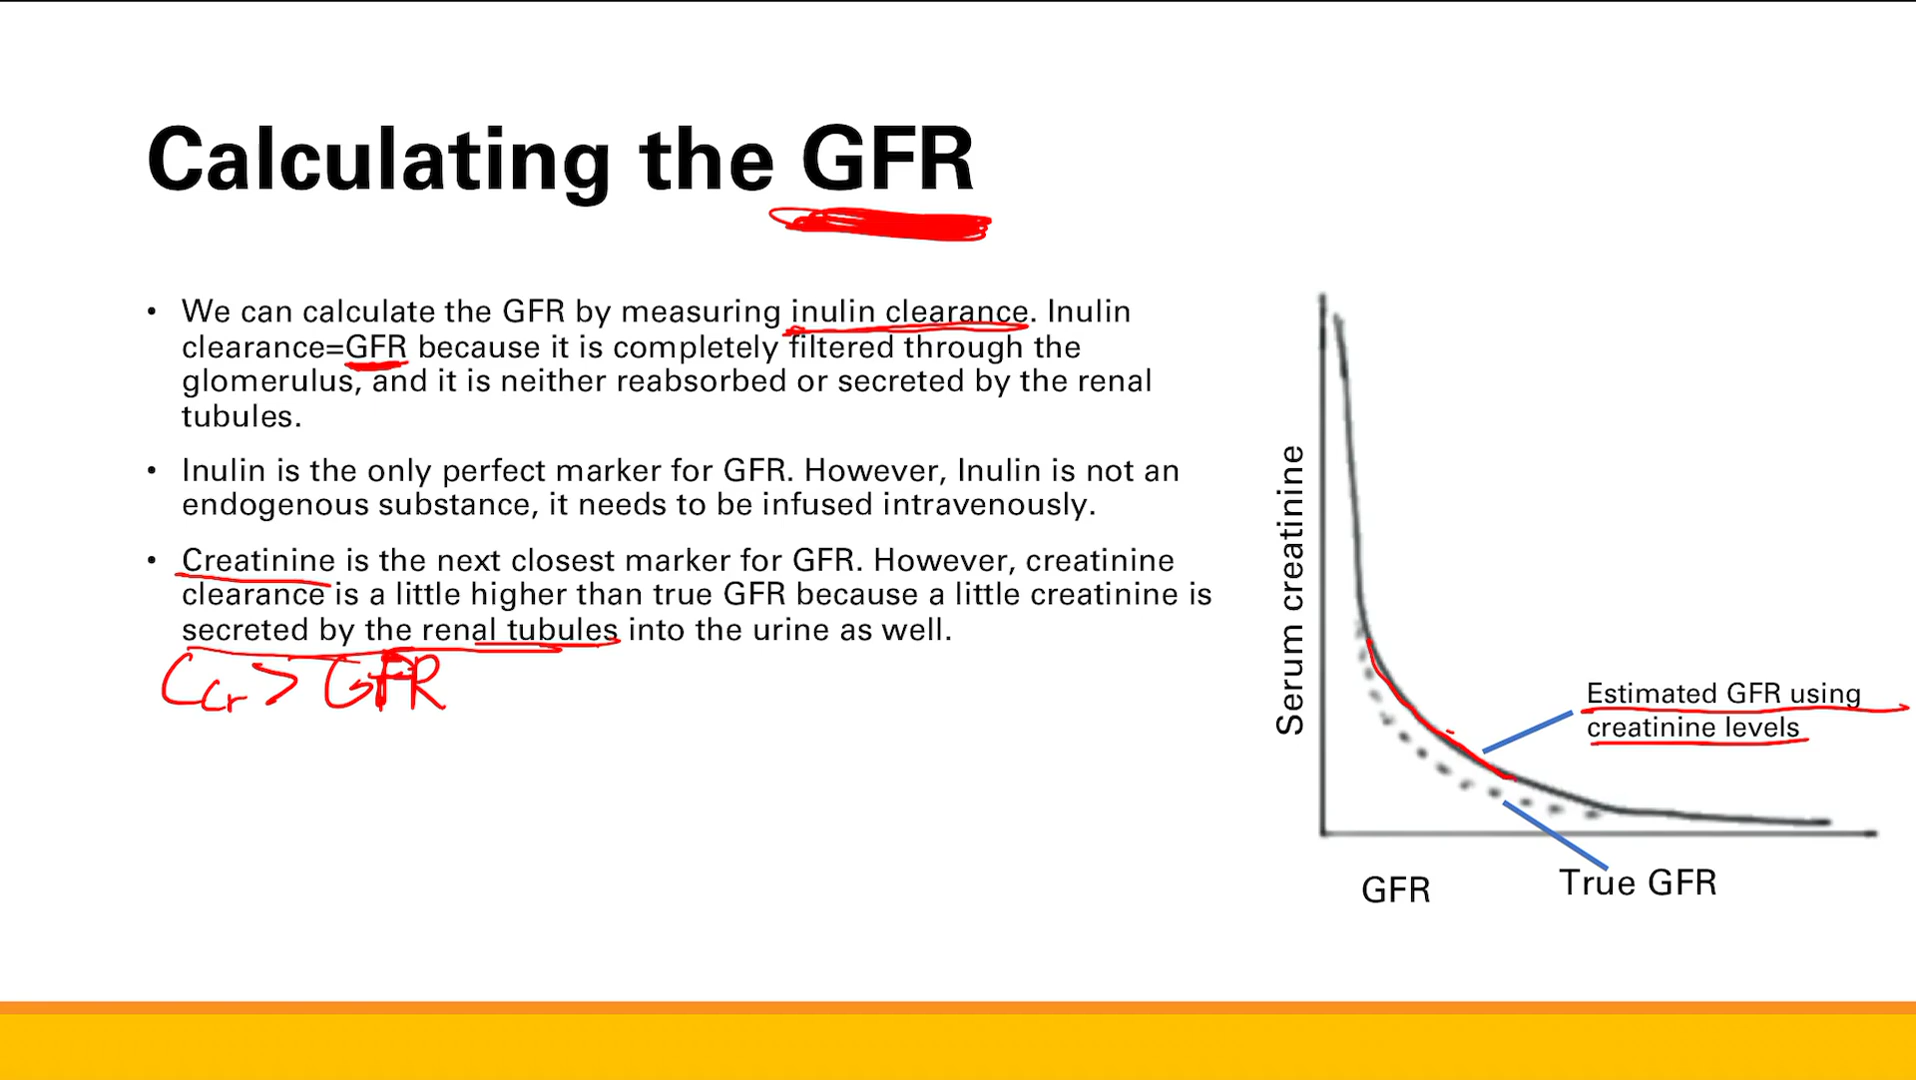 Calculating the GFR
• We can calculate the GFR by measuring inulin clearance. Inulin
clearance=GFR because it is completely filtered through the
glomerulus, and it is neither reabsorbed or secreted by the renal
tubules.
• Inulin is the only perfect marker for GFR. However, Inulin is not an
endogenous substance, it needs to be infused intravenously.
• Creatinine is the next closest marker for GFR. However, creatinine
clearance is a little higher than true GFR because a little creatinine is
secreted by the renal tubules into the urine as well.
Ccr > GFR
Serum creatinine
Estimated GFR using
creatinine levels
True GFR
GFR